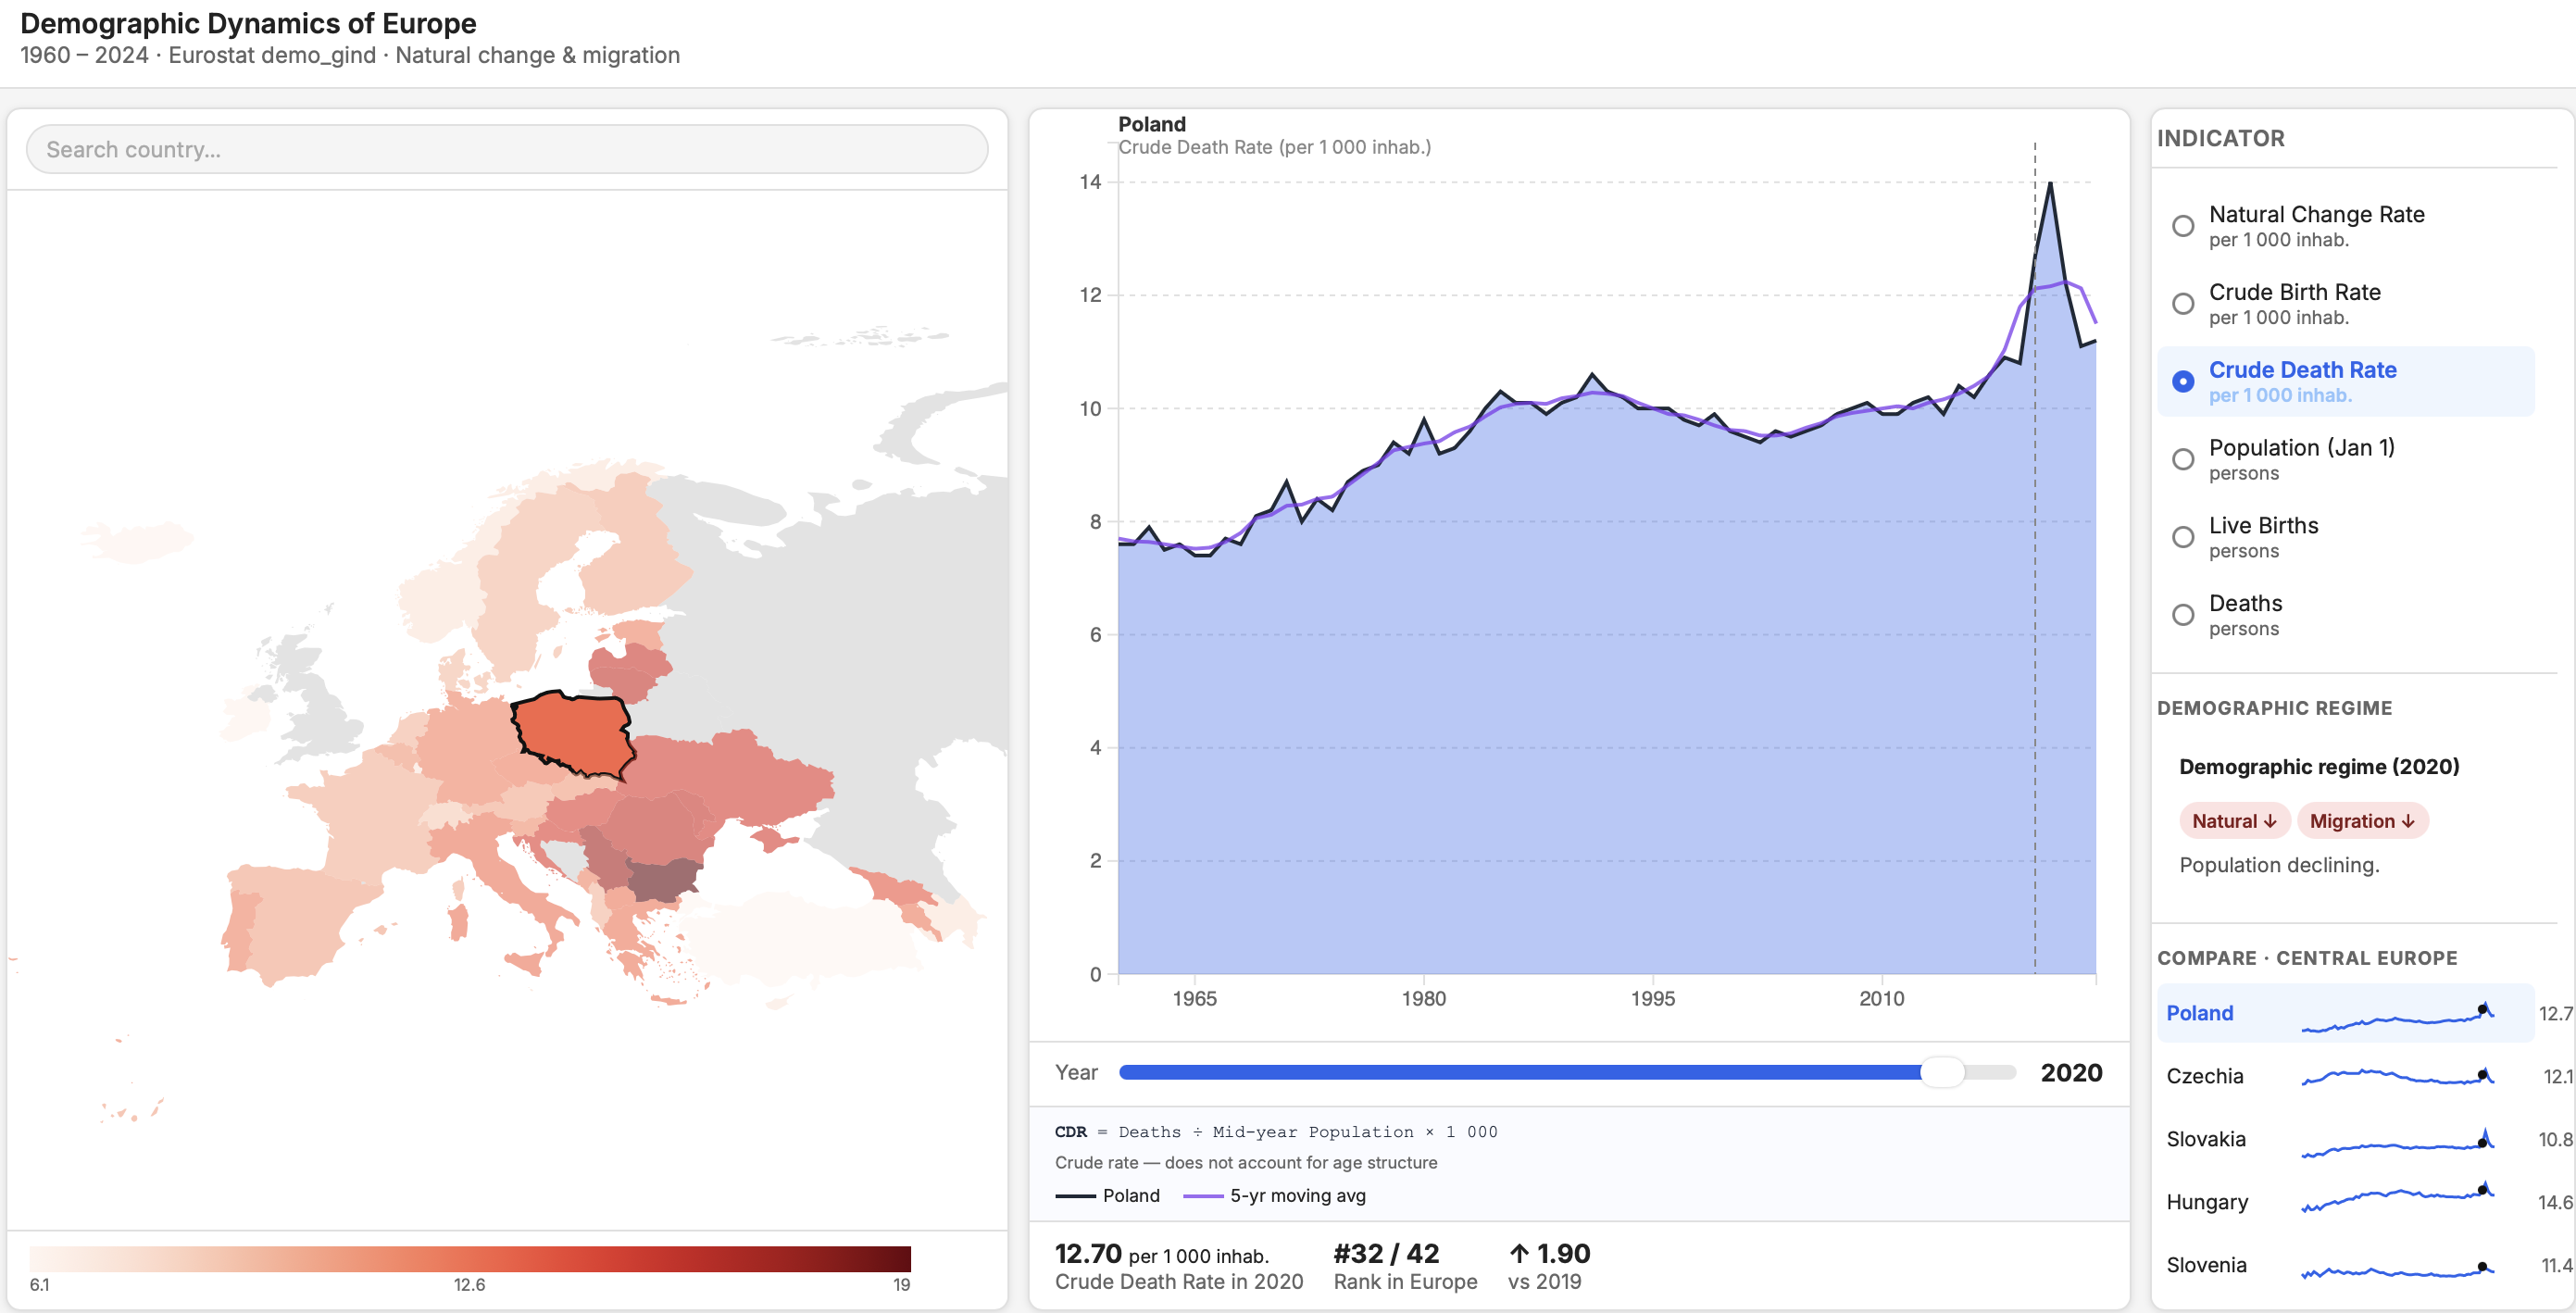 Demographic Dynamics of Europe
1960 – 2024 · Eurostat demo_gind · Natural change & migration
Search country...
6.1
12.6
19
Poland
Crude Death Rate (per 1 000 inhab.)
14
12
10
8
6
4
2
0
1965
1980
1995
2010
Year
2020
CDR = Deaths ÷ Mid-year Population × 1 000
Crude rate — does not account for age structure
Poland
5-yr moving avg
12.70 per 1 000 inhab.
Crude Death Rate in 2020
#32 / 42
Rank in Europe
↑ 1.90
vs 2019
INDICATOR
Natural Change Rate
per 1 000 inhab.
Crude Birth Rate
per 1 000 inhab.
Crude Death Rate
per 1 000 inhab.
Population (Jan 1)
persons
Live Births
persons
Deaths
persons
DEMOGRAPHIC REGIME
Demographic regime (2020)
Natural ↓
Migration ↓
Population declining.
COMPARE · CENTRAL EUROPE
Poland 12.7
Czechia 12.1
Slovakia 10.8
Hungary 14.6
Slovenia 11.4